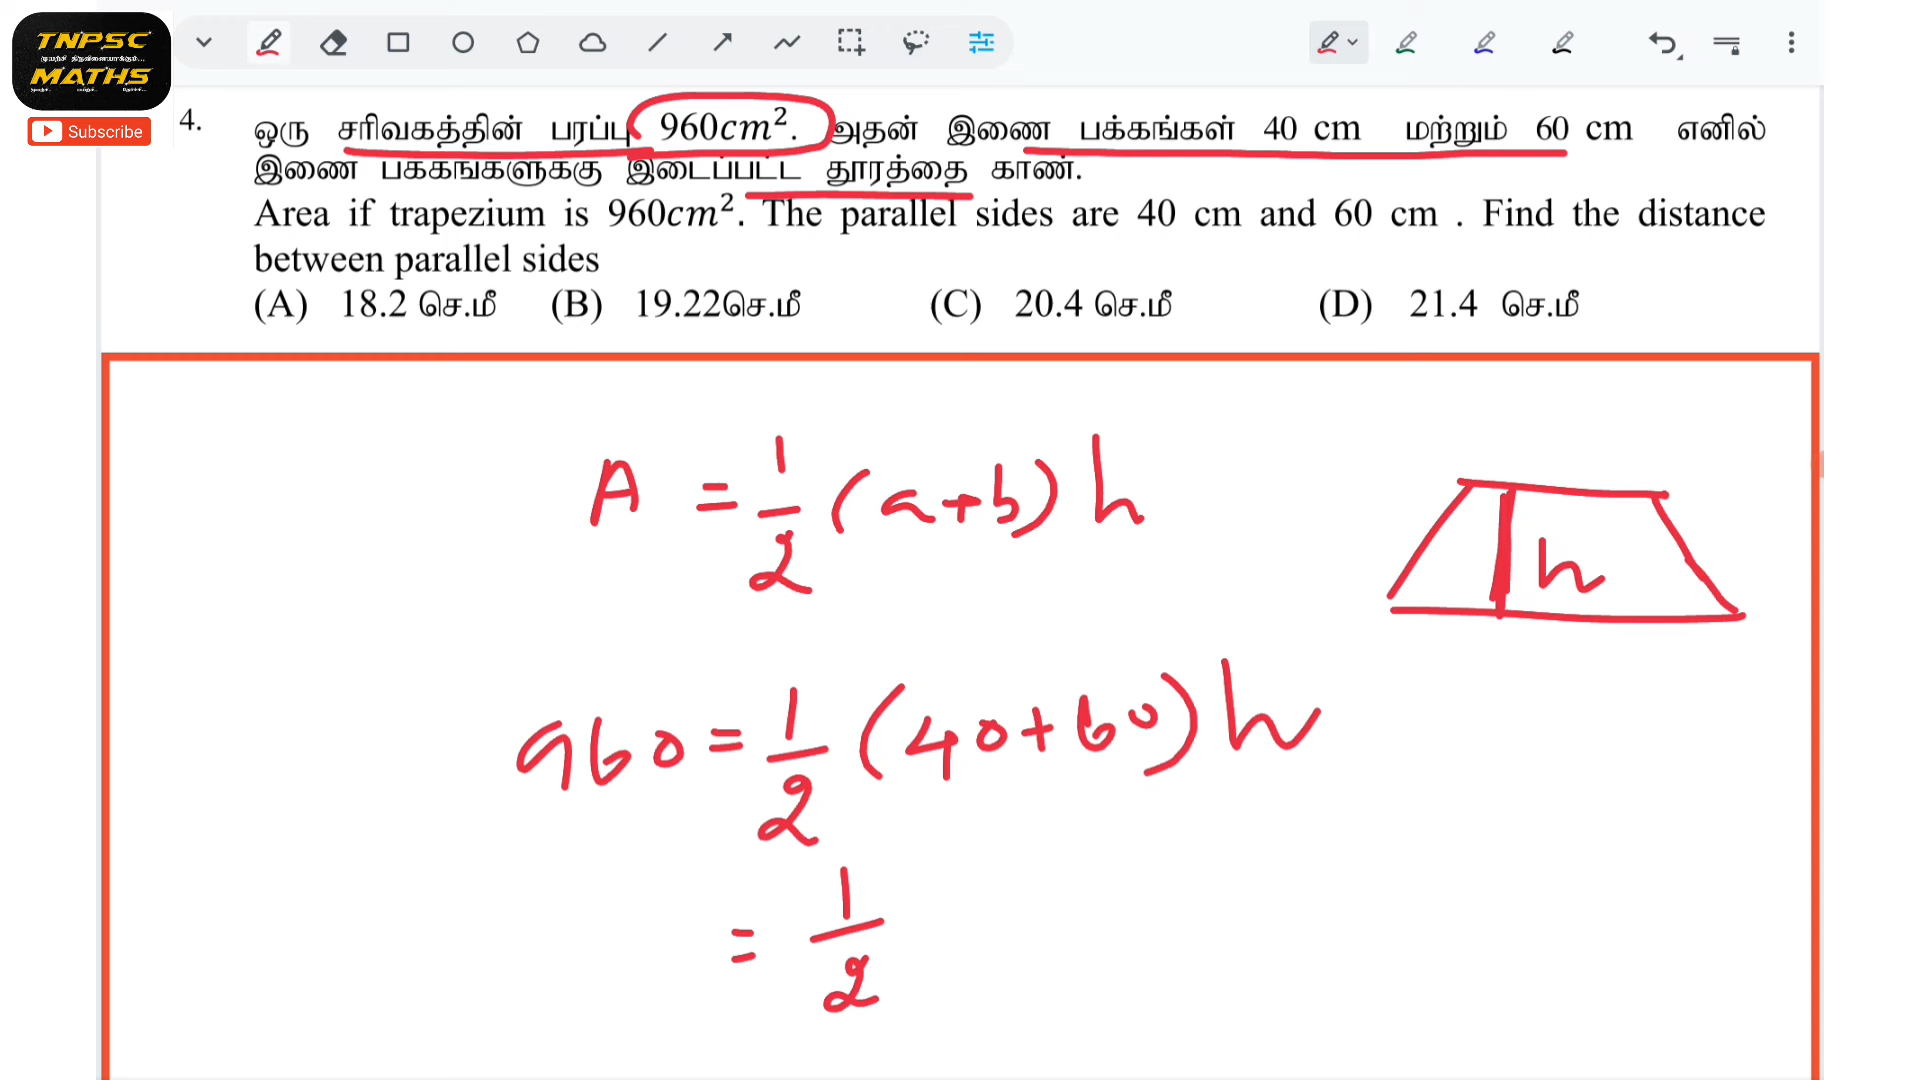 TNPSC
முயற்சி திருவினையாக்கும்...
MATHS
Subscribe
4. ஒரு சரிவகத்தின் பரப்பு 960cm². அதன் இணை பக்கங்கள் 40 cm மற்றும் 60 cm எனில்
இணை பக்கங்களுக்கு இடைப்பட்ட தூரத்தை காண்.
Area if trapezium is 960cm². The parallel sides are 40 cm and 60 cm . Find the distance
between parallel sides
(A) 18.2 செ.மீ (B) 19.22செ.மீ (C) 20.4 செ.மீ (D) 21.4 செ.மீ
A = 1/2 (a+b) h
h
960 = 1/2 (40+60) h
= 1/2